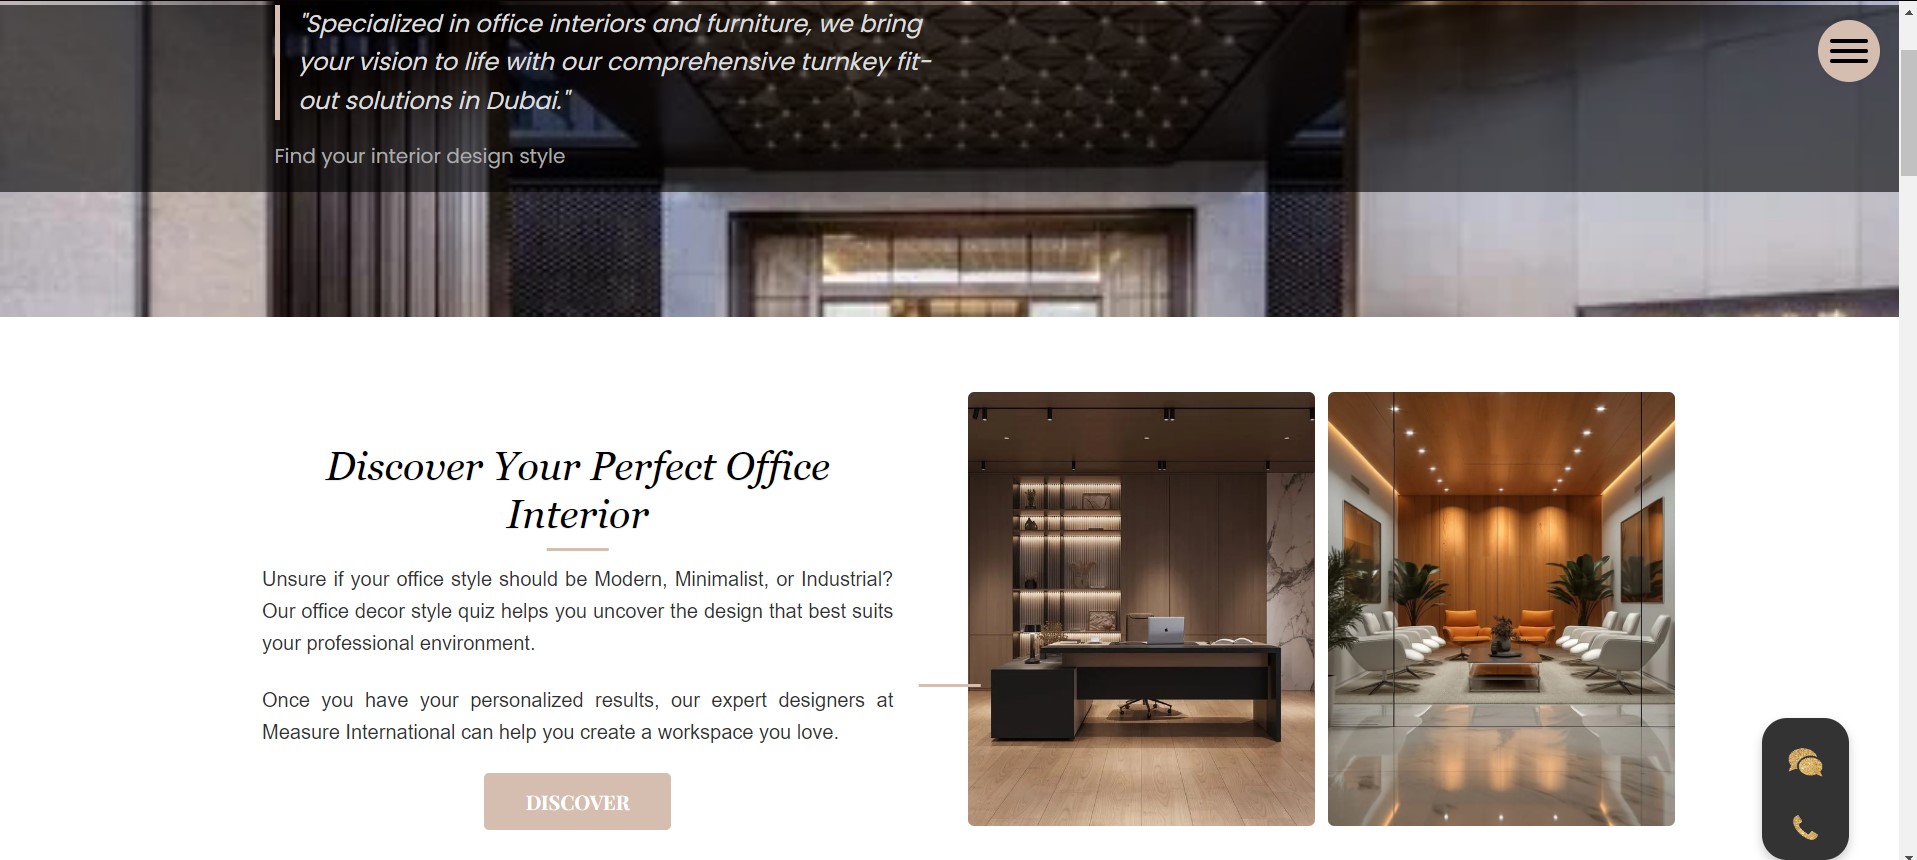 "Specialized in office interiors and furniture, we bring
your vision to life with our comprehensive turnkey fit-
out solutions in Dubai."
Find your interior design style
Discover Your Perfect Office
Interior
Unsure if your office style should be Modern, Minimalist, or Industrial?
Our office decor style quiz helps you uncover the design that best suits
your professional environment.
Once you have your personalized results, our expert designers at
Measure International can help you create a workspace you love.
DISCOVER